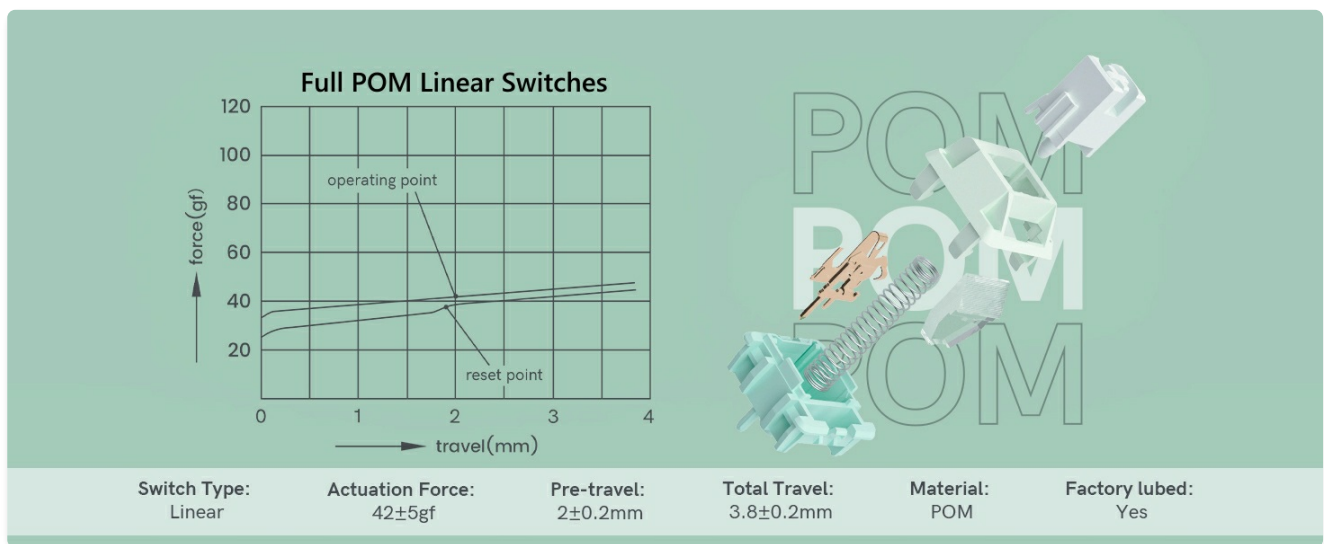 Full POM Linear Switches
120
100
80
60
40
20
force(gf)
operating point
reset point
0 1 2 3 4
travel(mm)
POM
POM
POM
Switch Type:
Linear
Actuation Force:
42±5gf
Pre-travel:
2±0.2mm
Total Travel:
3.8±0.2mm
Material:
POM
Factory lubed:
Yes